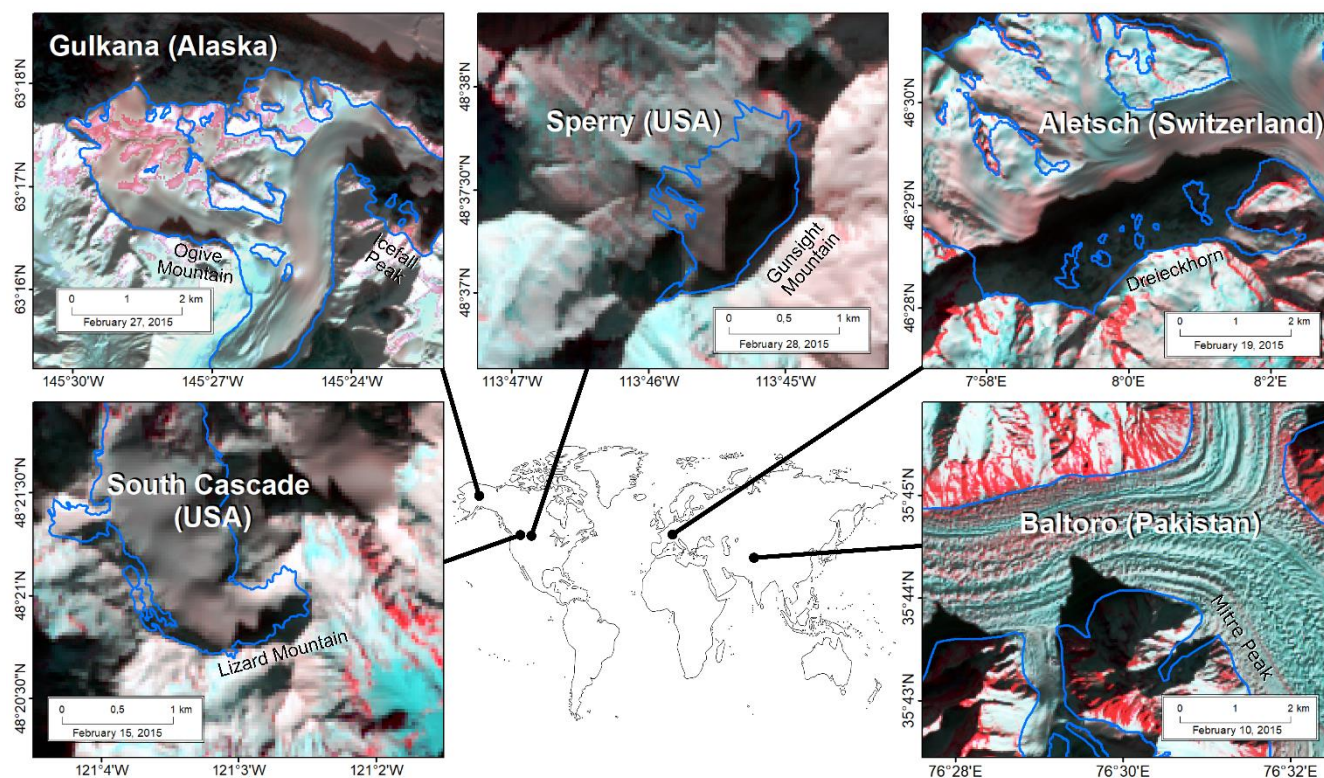 Gulkana (Alaska)
63°18'N
63°17'N
63°16'N
Ogive
Mountain
Icefall
Peak
0 1 2 km
February 27, 2015
145°30'W 145°27'W 145°24'W
48°38'N
48°37'30"N
48°37'N
Sperry (USA)
Gunsight
Mountain
0 0,5 1 km
February 28, 2015
113°47'W 113°46'W 113°45'W
46°30'N
46°29'N
46°28'N
Aletsch (Switzerland)
Dreieckhorn
0 1 2 km
February 19, 2015
7°58'E 8°0'E 8°2'E
48°21'30"N
48°21'N
48°20'30"N
South Cascade
(USA)
Lizard Mountain
0 0,5 1 km
February 15, 2015
121°4'W 121°3'W 121°2'W
35°45'N
35°44'N
35°43'N
Baltoro (Pakistan)
Mitre Peak
0 1 2 km
February 10, 2015
76°28'E 76°30'E 76°32'E